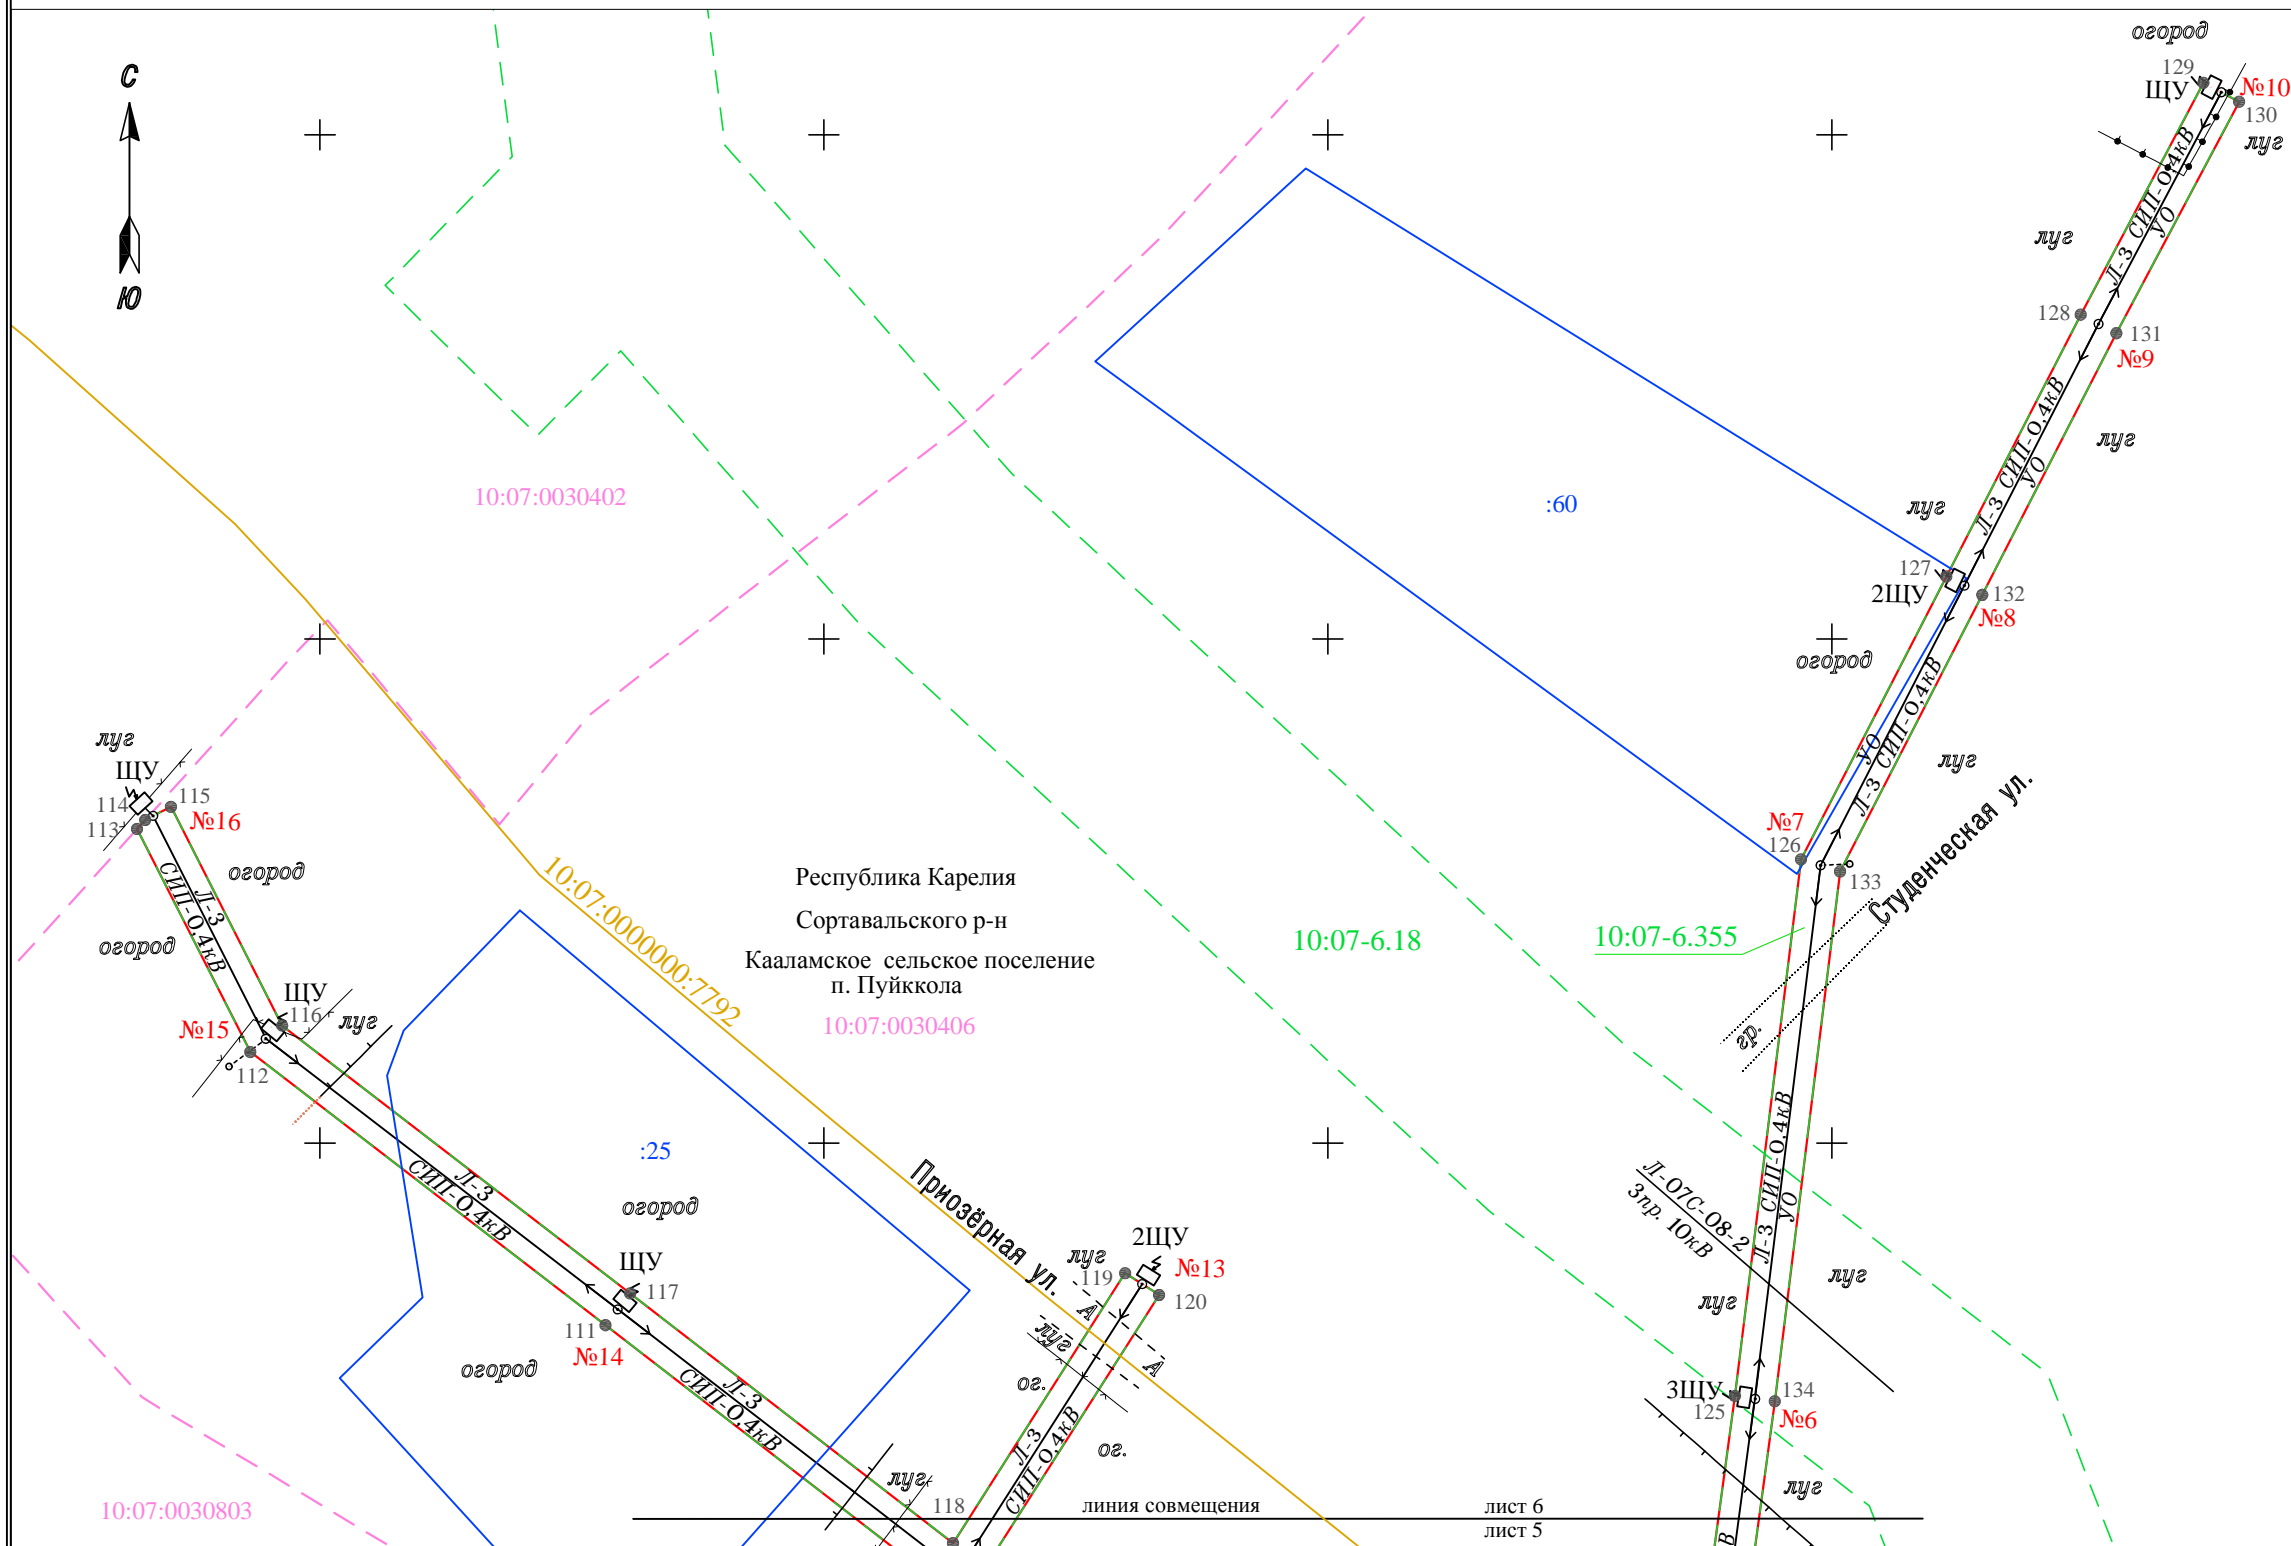 огород
129
ЩУ
№10
130
луг
С
Ю
Л-3 СИП-0,4кВ
УО
луг
128
131
№9
Л-3 СИП-0,4кВ
УО
луг
10:07:0030402
:60
луг
127
2ЩУ
132
№8
огород
УО
Л-3 СИП-0,4кВ
луг
Студенческая ул.
луг
ЩУ
114
115
113
№16
огород
Л-3
СИП-0,4кВ
огород
№7
126
133
10:07:000000:7792
Республика Карелия
Сортавальского р-н
Кааламское сельское поселение
п. Пуйккола
10:07:0030406
10:07-6.18
10:07-6.355
ЩУ
116
луг
№15
112
гр.
:25
огород
Л-3
СИП-0,4кВ
Приозёрная ул.
Л-07С-08-2
3пр. 10кВ
Л-3 СИП-0,4кВ
УО
луг
луг
2ЩУ
луг
119
№13
120
А
луг
А
ЩУ
117
111
№14
огород
Л-3
СИП-0,4кВ
ог.
ог.
Л-3
СИП-0,4кВ
3ЩУ
125
134
№6
луг
луг
118
10:07:0030803
линия совмещения
лист 6
лист 5
В